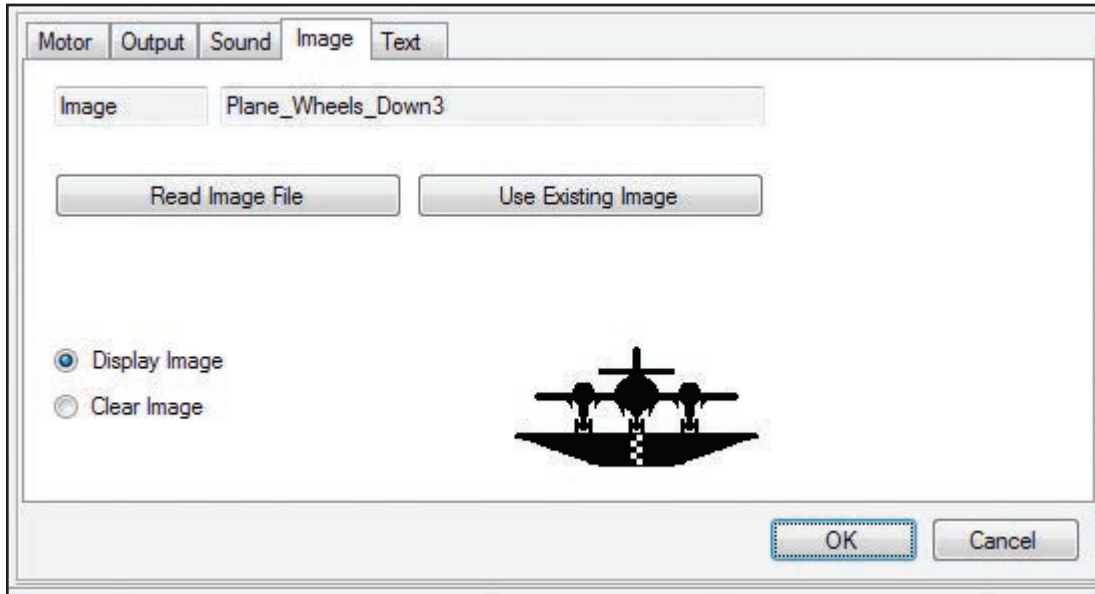 Motor Output Sound Image Text
Image Plane_Wheels_Down3
Read Image File Use Existing Image
Display Image
Clear Image
OK Cancel